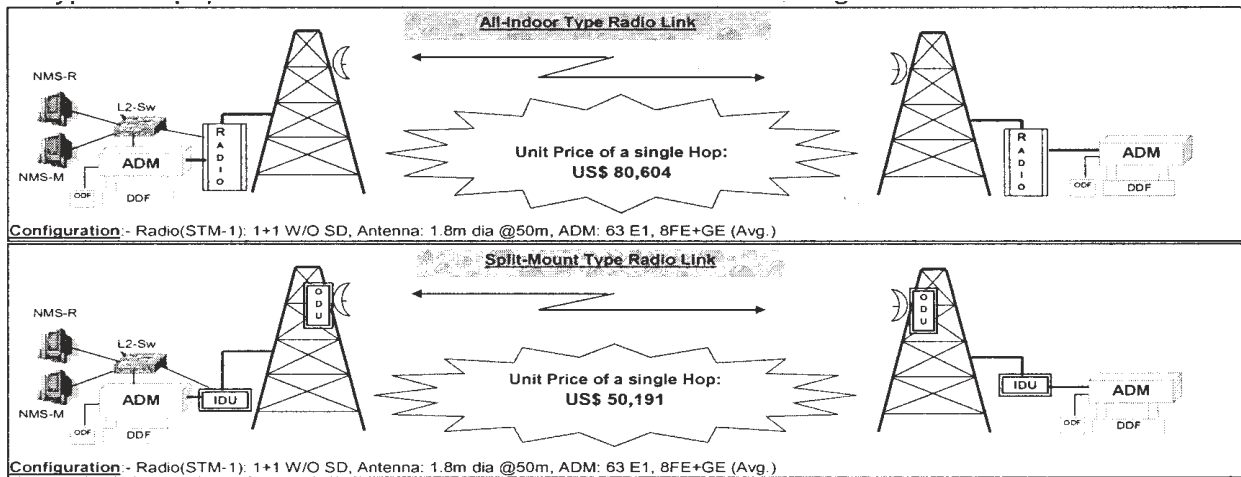 All-Indoor Type Radio Link
NMS-R
L2-Sw
NMS-M
ADM
ODF
DDF
RADIO
Unit Price of a single Hop:
US$ 80,604
RADIO
ADM
ODF
DDF
Configuration:- Radio(STM-1): 1+1 W/O SD, Antenna: 1.8m dia @50m, ADM: 63 E1, 8FE+GE (Avg.)
Split-Mount Type Radio Link
ODU
NMS-R
L2-Sw
NMS-M
ADM
IDU
ODF
DDF
Unit Price of a single Hop:
US$ 50,191
ODU
IDU
ADM
ODF
DDF
Configuration:- Radio(STM-1): 1+1 W/O SD, Antenna: 1.8m dia @50m, ADM: 63 E1, 8FE+GE (Avg.)